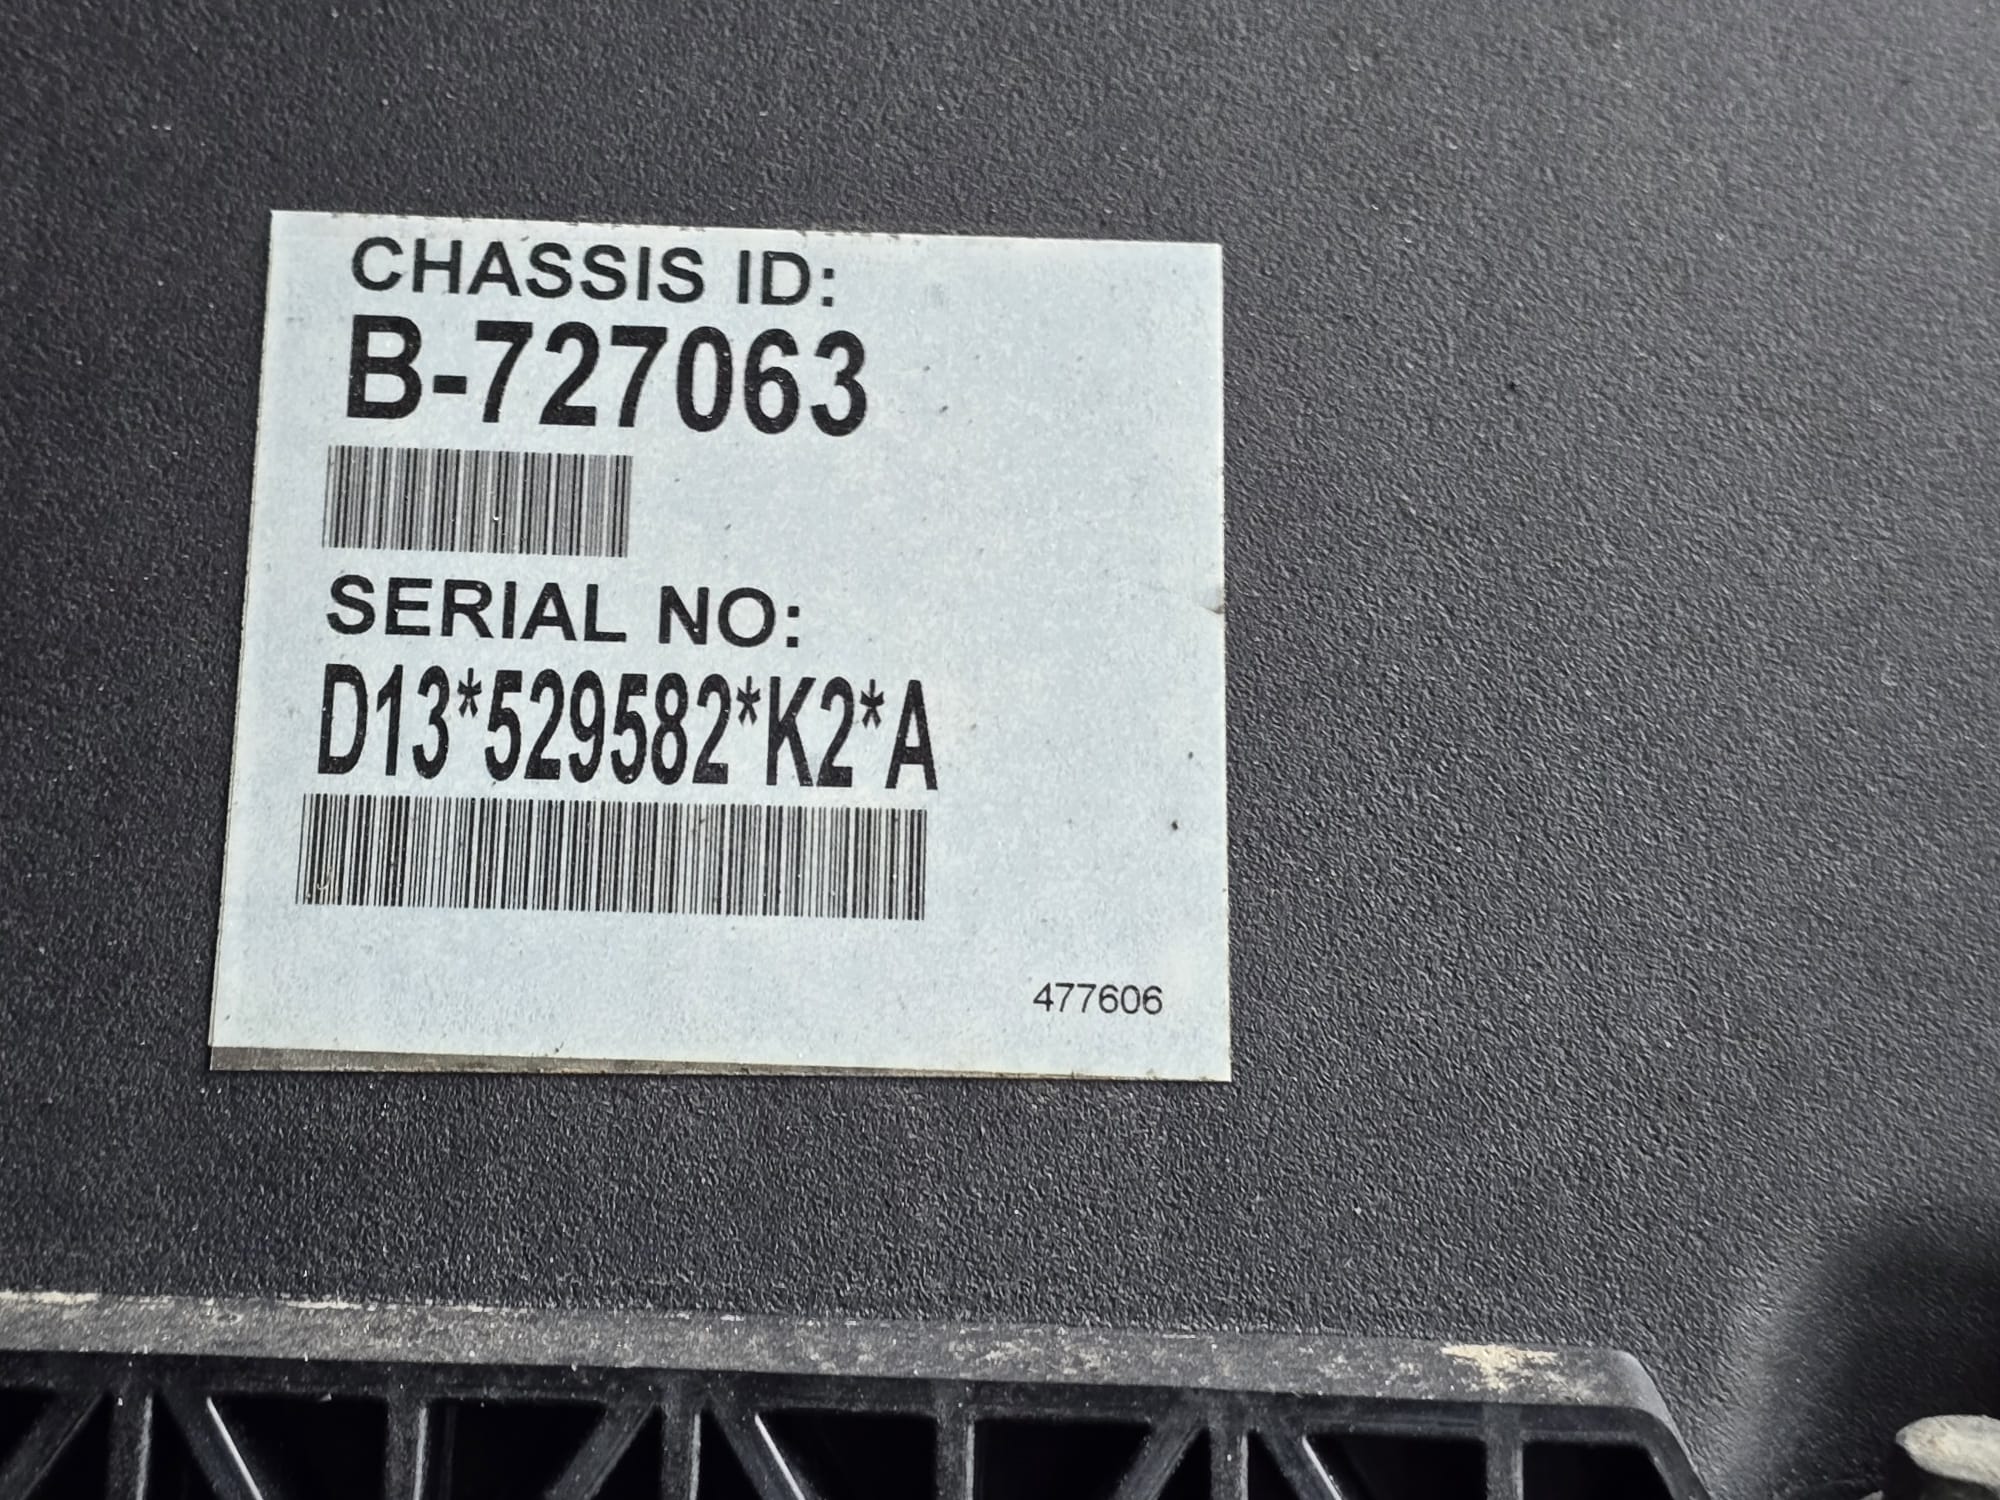 CHASSIS ID:
B-727063
SERIAL NO:
D13*529582*K2*A
477606